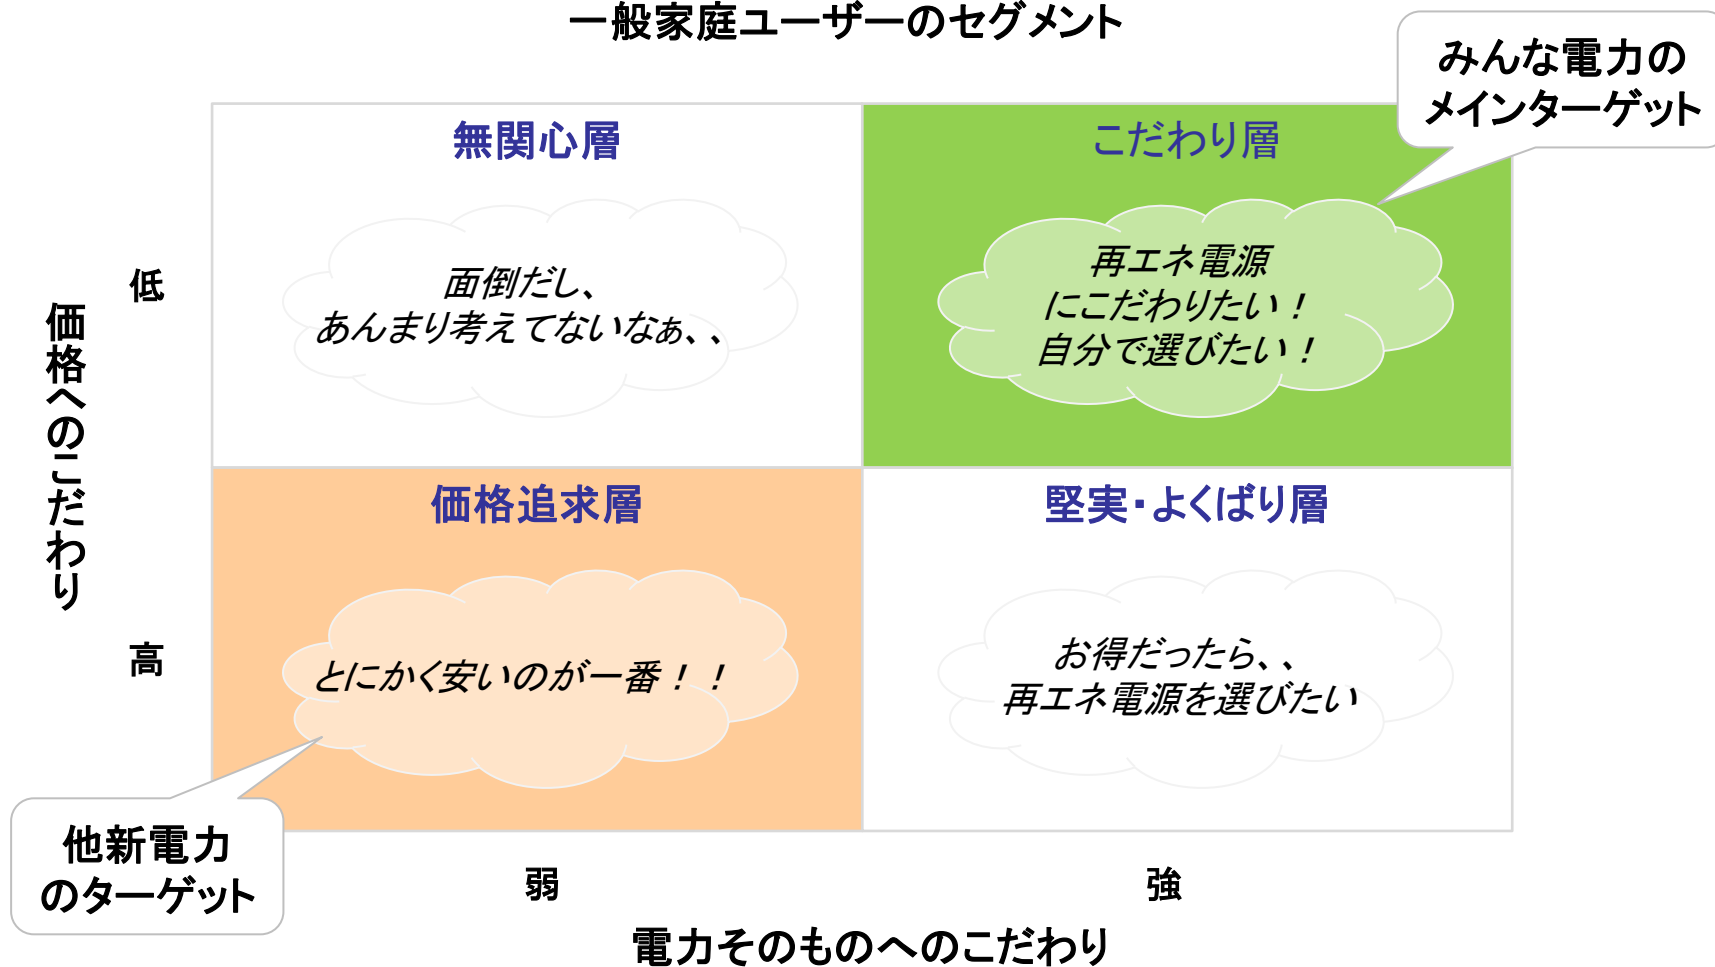 一般家庭ユーザーのセグメント
みんな電力の
メインターゲット
無関心層
こだわり層
面倒だし、
あんまり考えてないなぁ、、
再エネ電源
にこだわりたい！
自分で選びたい！
低
価格へのこだわり
価格追求層
堅実・よくばり層
とにかく安いのが一番！！
お得だったら、、
再エネ電源を選びたい
高
他新電力
のターゲット
弱
強
電力そのものへのこだわり